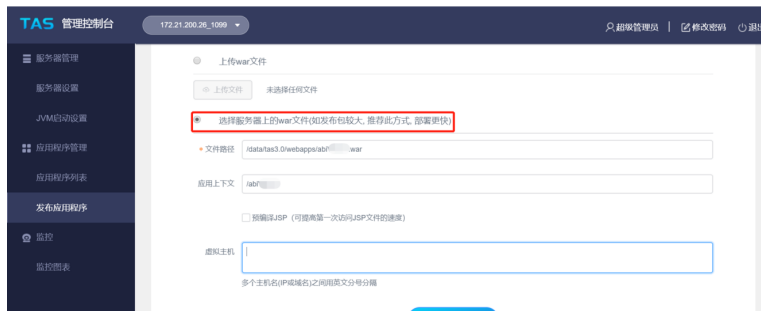 TAS 管理控制台
172.21.200.26_1099
超级管理员
修改密码
服务器管理
服务器设置
JVM启动设置
应用程序管理
应用程序列表
发布应用程序
监控
监控图表
上传war文件
上传文件
未选择任何文件
选择服务器上的war文件(如发布包较大, 推荐此方式, 部署更快)
* 文件路径
/data/tas3.0/webapps/abi
.war
应用上下文
/abi
预编译JSP（可提高第一次访问JSP文件的速度）
虚拟主机
多个主机名(IP或域名)之间用英文分号分隔